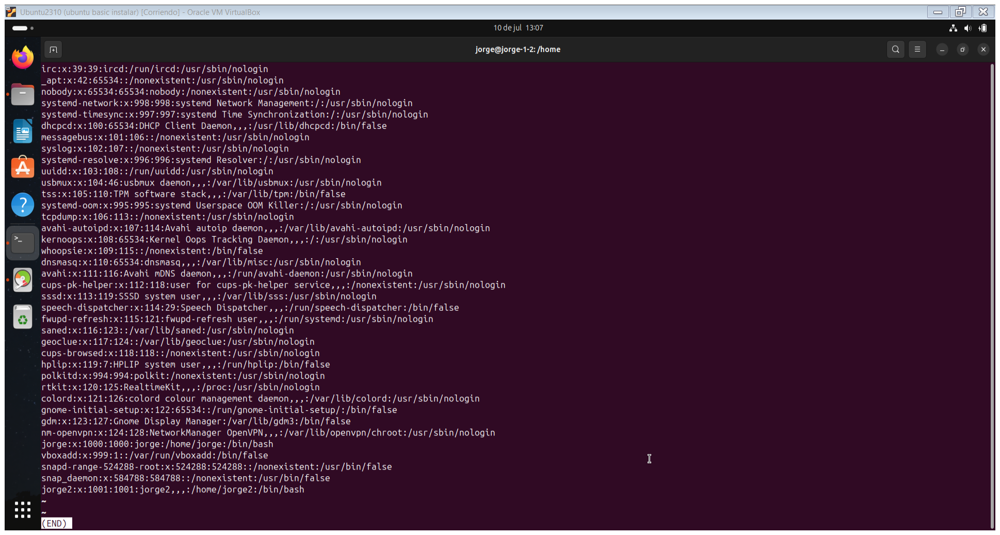 Ubuntu2310 (ubuntu basic instalar) [Corriendo] - Oracle VM VirtualBox
10 de jul 13:07
jorge@jorge-1-2: /home
irc:x:39:39:ircd:/run/ircd:/usr/sbin/nologin
_apt:x:42:65534::/nonexistent:/usr/sbin/nologin
nobody:x:65534:65534:nobody:/nonexistent:/usr/sbin/nologin
systemd-network:x:998:998:systemd Network Management:/:/usr/sbin/nologin
systemd-timesync:x:997:997:systemd Time Synchronization:/:/usr/sbin/nologin
dhcpcd:x:100:65534:DHCP Client Daemon,,,:/usr/lib/dhcpcd:/bin/false
messagebus:x:101:106::/nonexistent:/usr/sbin/nologin
syslog:x:102:107::/nonexistent:/usr/sbin/nologin
systemd-resolve:x:996:996:systemd Resolver:/:/usr/sbin/nologin
uuidd:x:103:108::/run/uuidd:/usr/sbin/nologin
usbmux:x:104:46:usbmux daemon,,,:/var/lib/usbmux:/usr/sbin/nologin
tss:x:105:110:TPM software stack,,,:/var/lib/tpm:/bin/false
systemd-oom:x:995:995:systemd Userspace OOM Killer:/:/usr/sbin/nologin
tcpdump:x:106:113::/nonexistent:/usr/sbin/nologin
avahi-autoipd:x:107:114:Avahi autoip daemon,,,:/var/lib/avahi-autoipd:/usr/sbin/nologin
kernoops:x:108:65534:Kernel Oops Tracking Daemon,,,:/:/usr/sbin/nologin
whoopsie:x:109:115::/nonexistent:/bin/false
dnsmasq:x:110:65534:dnsmasq,,,:/var/lib/misc:/usr/sbin/nologin
avahi:x:111:116:Avahi mDNS daemon,,,:/run/avahi-daemon:/usr/sbin/nologin
cups-pk-helper:x:112:118:user for cups-pk-helper service,,,:/nonexistent:/usr/sbin/nologin
sssd:x:113:119:SSSD system user,,,:/var/lib/sss:/usr/sbin/nologin
speech-dispatcher:x:114:29:Speech Dispatcher,,,:/run/speech-dispatcher:/bin/false
fwupd-refresh:x:115:121:fwupd-refresh user,,,:/run/systemd:/usr/sbin/nologin
saned:x:116:123::/var/lib/saned:/usr/sbin/nologin
geoclue:x:117:124::/var/lib/geoclue:/usr/sbin/nologin
cups-browsed:x:118:118::/nonexistent:/usr/sbin/nologin
hplip:x:119:7:HPLIP system user,,,:/run/hplip:/bin/false
polkitd:x:994:994:polkit:/nonexistent:/usr/sbin/nologin
rtkit:x:120:125:RealtimeKit,,,:/proc:/usr/sbin/nologin
colord:x:121:126:colord colour management daemon,,,:/var/lib/colord:/usr/sbin/nologin
gnome-initial-setup:x:122:65534::/run/gnome-initial-setup/:/bin/false
gdm:x:123:127:Gnome Display Manager:/var/lib/gdm3:/bin/false
nm-openvpn:x:124:128:NetworkManager OpenVPN,,,:/var/lib/openvpn/chroot:/usr/sbin/nologin
jorge:x:1000:1000:jorge:/home/jorge:/bin/bash
vboxadd:x:999:1::/var/run/vboxadd:/bin/false
snapd-range-524288-root:x:524288:524288::/nonexistent:/usr/bin/false
snap_daemon:x:584788:584788::/nonexistent:/usr/bin/false
jorge2:x:1001:1001:jorge2,,,:/home/jorge2:/bin/bash
~
~
(END)